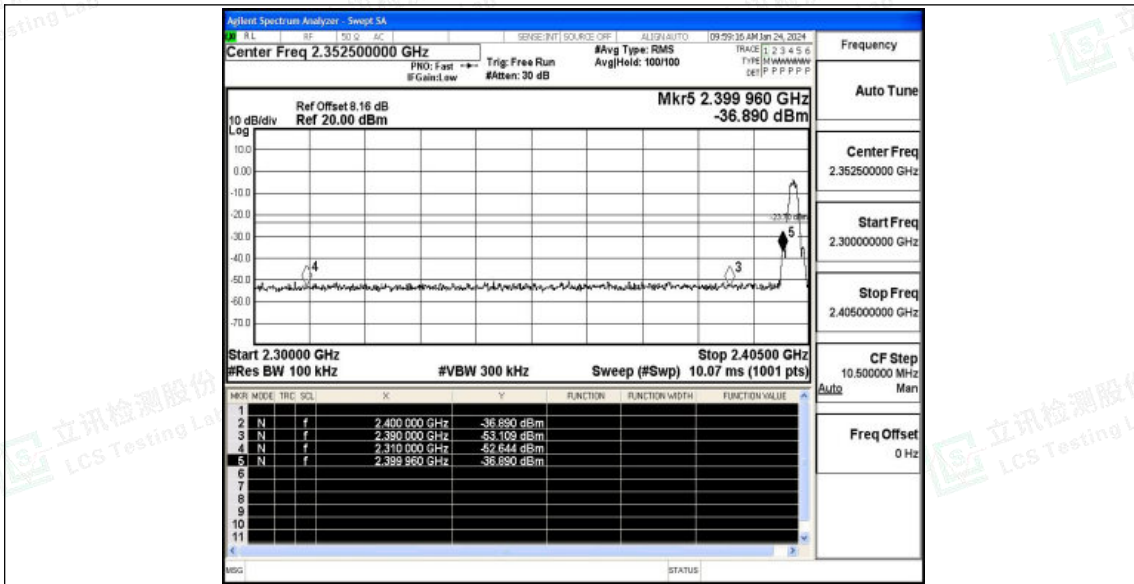 Agilent Spectrum Analyzer - Swept SA
RL RF 50 Ω AC SENSE:INT SOURCE OFF ALIGN AUTO 09:59:16 AM Jan 24, 2024
Center Freq 2.352500000 GHz
#Avg Type: RMS
TRACE 1 2 3 4 5 6
PNO: Fast
Trig: Free Run
Avg|Hold: 100/100
TYPE M WWWWW
IFGain:Low
#Atten: 30 dB
DET P P P P P P
Ref Offset 8.16 dB
Mkr5 2.399 960 GHz
10 dB/div Ref 20.00 dBm
-36.890 dBm
Log
10.0
0.00
-10.0
-20.0
-30.0
-40.0
-50.0
-60.0
-70.0
4
3
5
Start 2.30000 GHz Stop 2.40500 GHz
#Res BW 100 kHz #VBW 300 kHz Sweep (#Swp) 10.07 ms (1001 pts)
MKR MODE TRC SCL X Y FUNCTION FUNCTION WIDTH FUNCTION VALUE
1
2 N f 2.400 000 GHz -36.890 dBm
3 N f 2.390 000 GHz -53.109 dBm
4 N f 2.310 000 GHz -52.644 dBm
5 N f 2.399 960 GHz -36.890 dBm
6
7
8
9
10
11
MSG STATUS
Frequency
Auto Tune
Center Freq
2.352500000 GHz
Start Freq
2.300000000 GHz
Stop Freq
2.405000000 GHz
CF Step
10.500000 MHz
Auto Man
Freq Offset
0 Hz
立讯检测股份
LCS Testing Lab